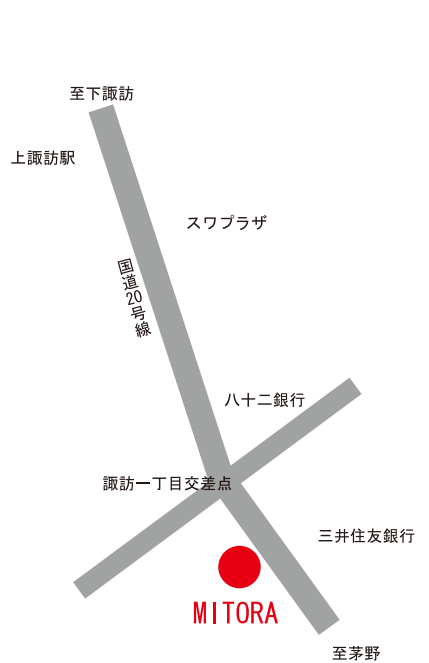 至下諏訪
上諏訪駅
スワプラザ
国道20号線
八十二銀行
諏訪一丁目交差点
三井住友銀行
MITORA
至茅野